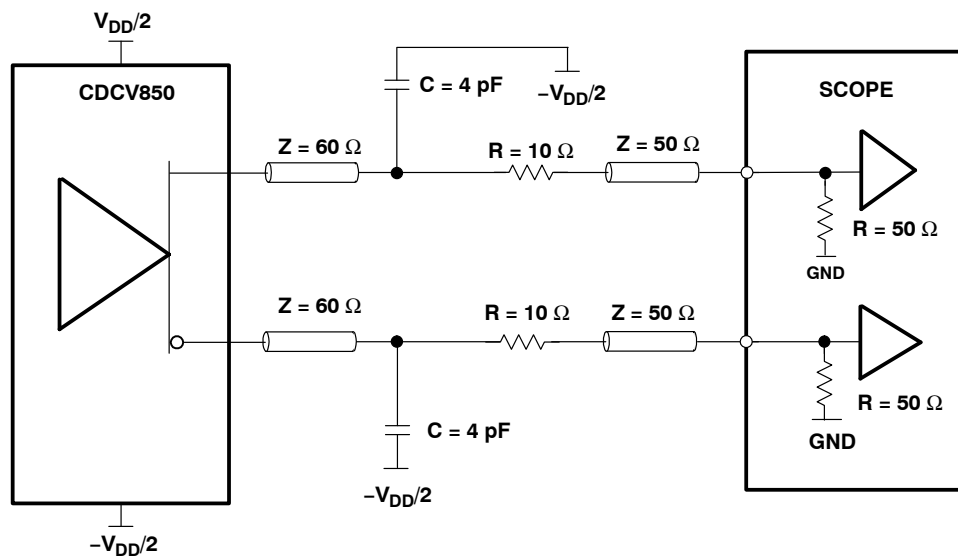 V_DD/2
CDCV850
C = 4 pF
−V_DD/2
SCOPE
Z = 60 Ω
R = 10 Ω
Z = 50 Ω
R = 50 Ω
GND
Z = 60 Ω
R = 10 Ω
Z = 50 Ω
R = 50 Ω
GND
C = 4 pF
−V_DD/2
−V_DD/2